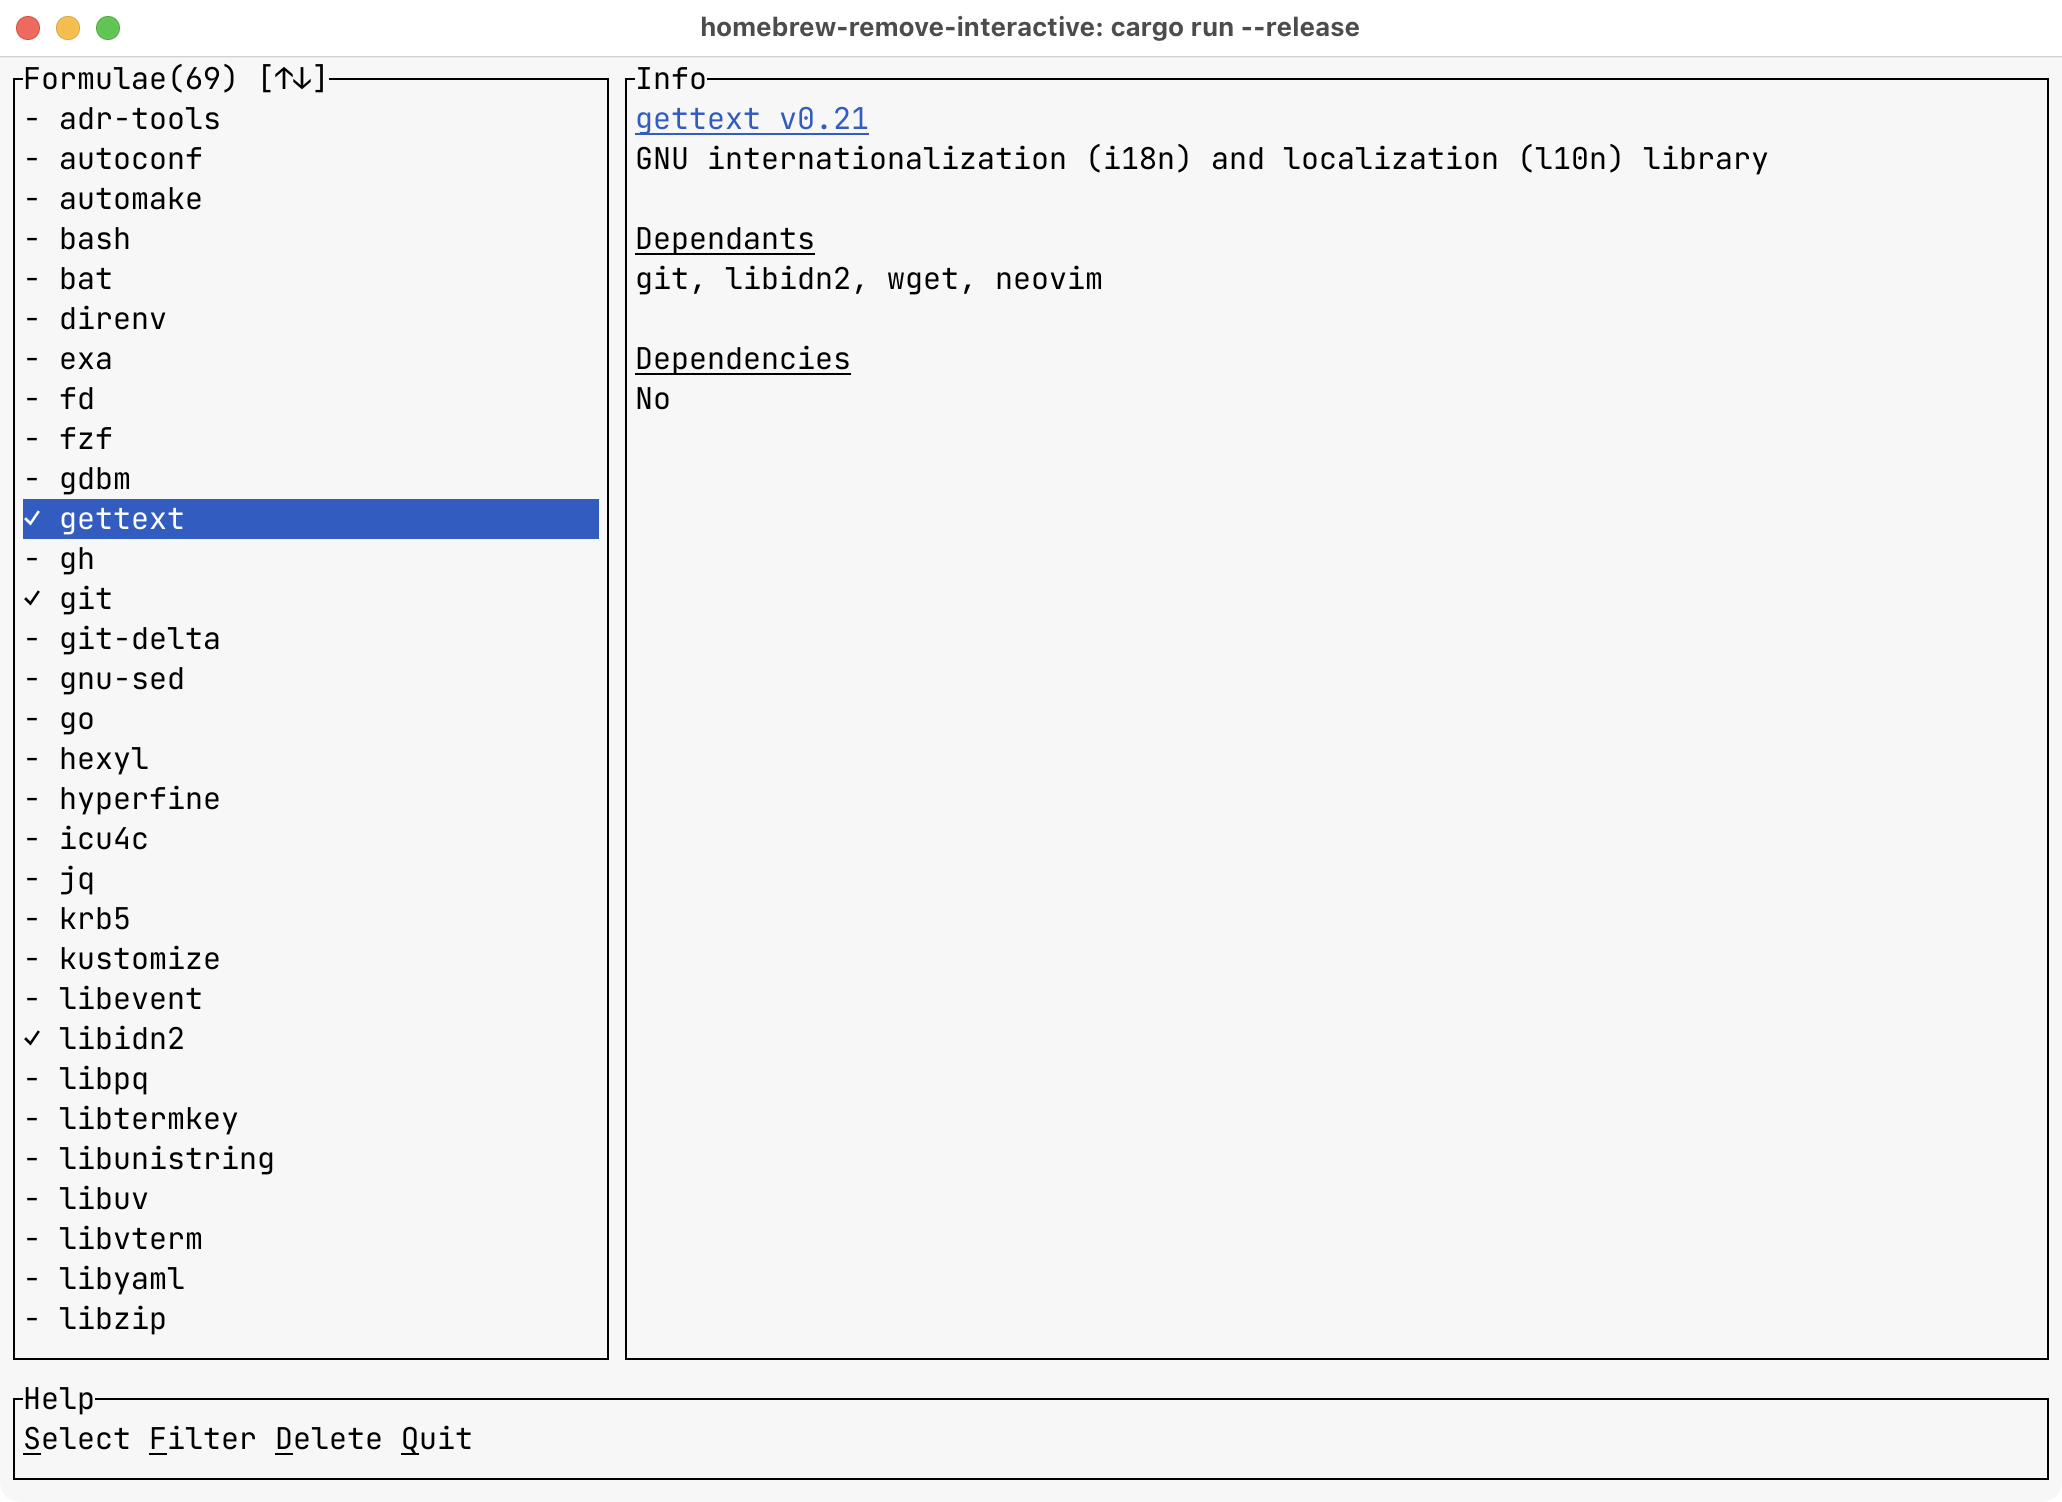 homebrew-remove-interactive: cargo run --release
Formulae(69) [↑↓]
- adr-tools
- autoconf
- automake
- bash
- bat
- direnv
- exa
- fd
- fzf
- gdbm
✓ gettext
- gh
✓ git
- git-delta
- gnu-sed
- go
- hexyl
- hyperfine
- icu4c
- jq
- krb5
- kustomize
- libevent
✓ libidn2
- libpq
- libtermkey
- libunistring
- libuv
- libvterm
- libyaml
- libzip
Info
gettext v0.21
GNU internationalization (i18n) and localization (l10n) library
Dependants
git, libidn2, wget, neovim
Dependencies
No
Help
Select Filter Delete Quit